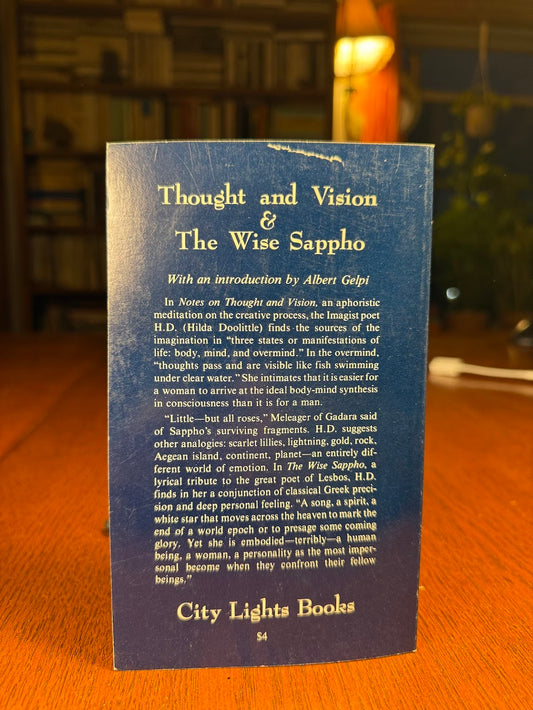 Thought and Vision
&
The Wise Sappho
With an introduction by Albert Gelpi
In Notes on Thought and Vision, an aphoristic
meditation on the creative process, the Imagist poet
H.D. (Hilda Doolittle) finds the sources of the
imagination in “three states or manifestations of
life: body, mind, and overmind.” In the overmind,
“thoughts pass and are visible like fish swimming
under clear water.” She intimates that it is easier for
a woman to arrive at the ideal body-mind synthesis
in consciousness than it is for a man.
“Little—but all roses,” Meleager of Gadara said
of Sappho’s surviving fragments. H.D. suggests
other analogies: scarlet lillies, lightning, gold, rock,
Aegean island, continent, planet—an entirely dif-
ferent world of emotion. In The Wise Sappho, a
lyrical tribute to the great poet of Lesbos, H.D.
finds in her a conjunction of classical Greek preci-
sion and deep personal feeling. “A song, a spirit, a
white star that moves across the heaven to mark the
end of a world epoch or to presage some coming
glory. Yet she is embodied—terribly—a human
being, a woman, a personality as the most imper-
sonal become when they confront their fellow
beings.”
City Lights Books
$4